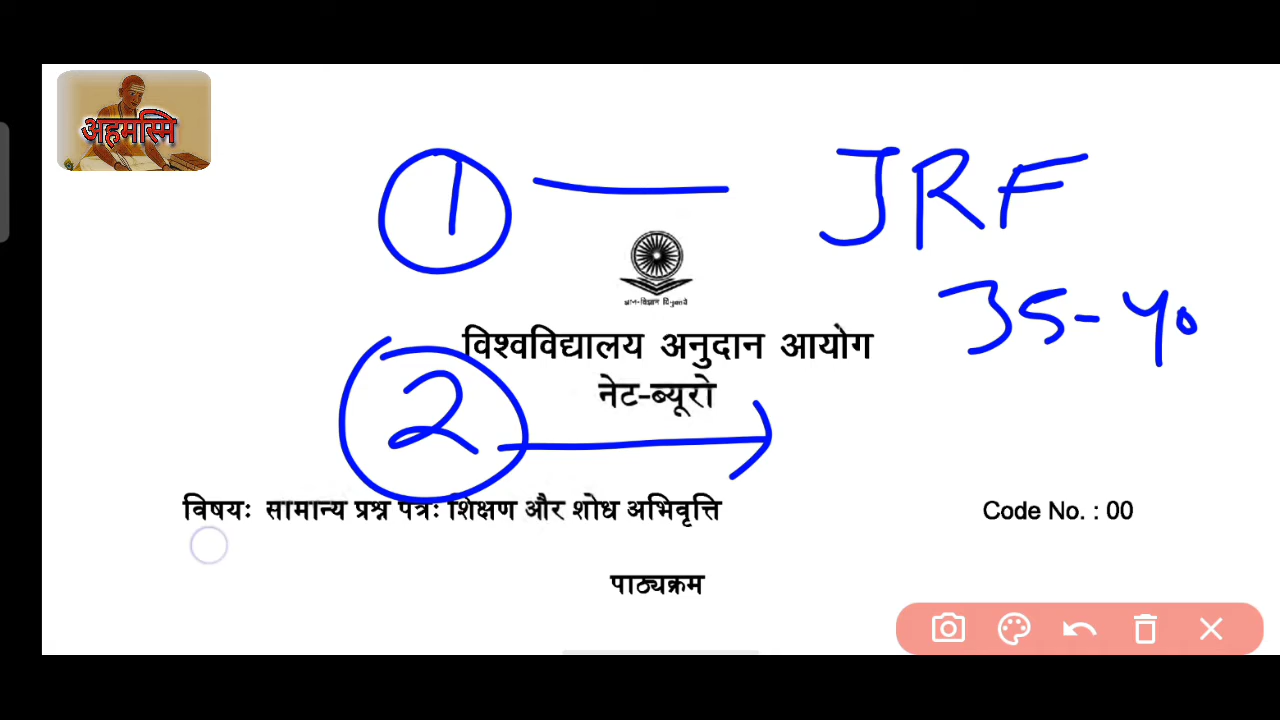 अहमस्मि
1 — JRF
ज्ञान-विज्ञान विमुक्तये
35-40
विश्वविद्यालय अनुदान आयोग
नेट-ब्यूरो
2 →
विषयः सामान्य प्रश्न पत्रः शिक्षण और शोध अभिवृत्ति Code No. : 00
पाठ्यक्रम